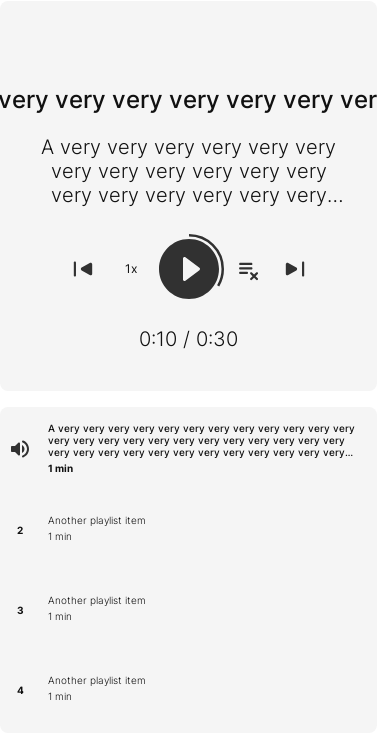 very very very very very very ver
A very very very very very very
very very very very very very
very very very very very very...
1x
0:10 / 0:30
A very very very very very very very very very very very very
very very very very very very very very very very very very
very very very very very very very very very very very very...
1 min
2
Another playlist item
1 min
3
Another playlist item
1 min
4
Another playlist item
1 min